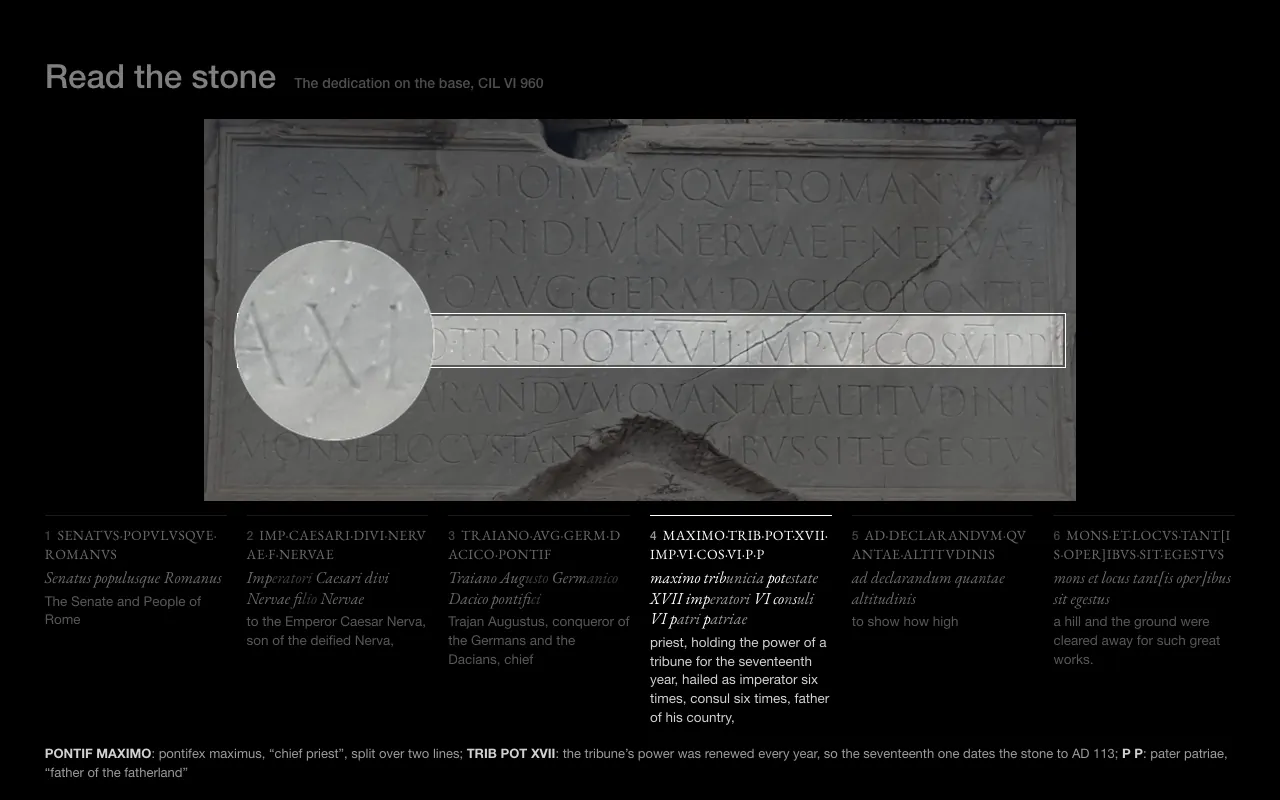 Read the stone
The dedication on the base, CIL VI 960
SENAT SPOPVLVSQVEROMANVS
IMP CAESARI DIVI NERVAE F NERVAE
O AVG GERM DACICO PONTIF
AXI
O TRIB POT XVII IMP VI COS VI P P
ARANDVM QVANTAE ALTITVDINIS
MONS ET LOCVS TANT IBVS SIT EGESTVS
1 SENATVS·POPVLVSQVE·
ROMANVS
Senatus populusque Romanus
The Senate and People of
Rome
2 IMP·CAESARI·DIVI·NERV
AE·F·NERVAE
Imperatori Caesari divi
Nervae filio Nervae
to the Emperor Caesar Nerva,
son of the deified Nerva,
3 TRAIANO·AVG·GERM·D
ACICO·PONTIF
Traiano Augusto Germanico
Dacico pontifici
Trajan Augustus, conqueror of
the Germans and the
Dacians, chief
4 MAXIMO·TRIB·POT·XVII·
IMP·VI·COS·VI·P·P
maximo tribunicia potestate
XVII imperatori VI consuli
VI patri patriae
priest, holding the power of a
tribune for the seventeenth
year, hailed as imperator six
times, consul six times, father
of his country,
5 AD·DECLARANDVM·QV
ANTAE·ALTITVDINIS
ad declarandum quantae
altitudinis
to show how high
6 MONS·ET·LOCVS·TANT[I
S·OPER]IBVS·SIT·EGESTVS
mons et locus tant[is oper]ibus
sit egestus
a hill and the ground were
cleared away for such great
works.
PONTIF MAXIMO: pontifex maximus, “chief priest”, split over two lines; TRIB POT XVII: the tribune’s power was renewed every year, so the seventeenth one dates the stone to AD 113; P P: pater patriae,
“father of the fatherland”